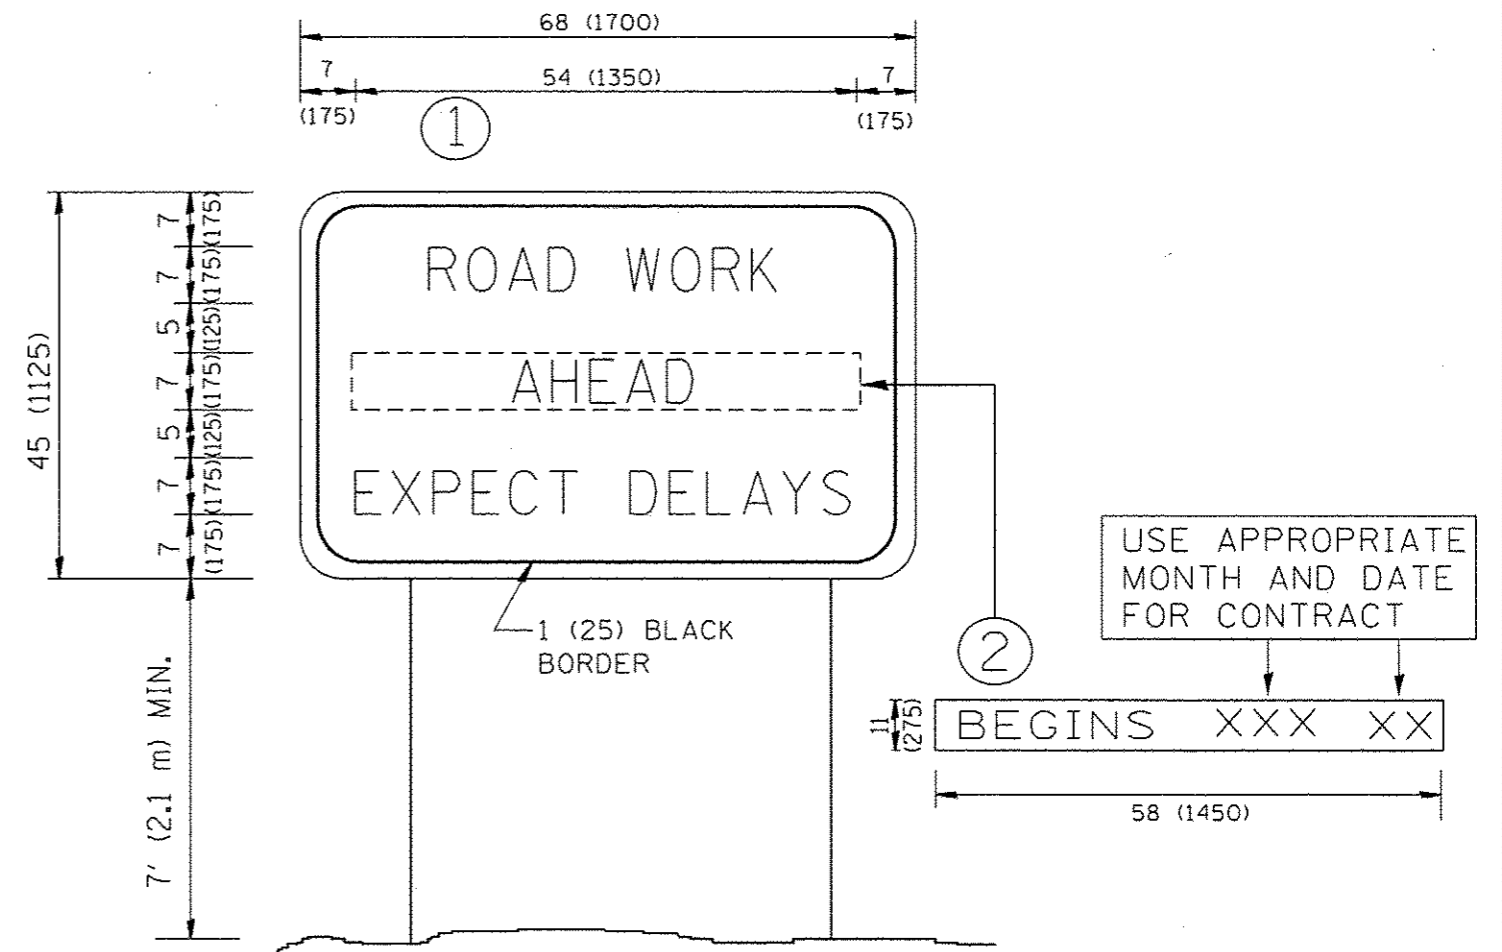 68 (1700)
7
54 (1350)
7
(175)
(175)
1
45 (1125)
7
(175)
7
(175)
5
(125)
7
(175)
5
(125)
7
(175)
7
(175)
ROAD WORK
AHEAD
EXPECT DELAYS
1 (25) BLACK
BORDER
7' (2.1 m) MIN.
2
USE APPROPRIATE
MONTH AND DATE
FOR CONTRACT
11
(275)
BEGINS XXX XX
58 (1450)